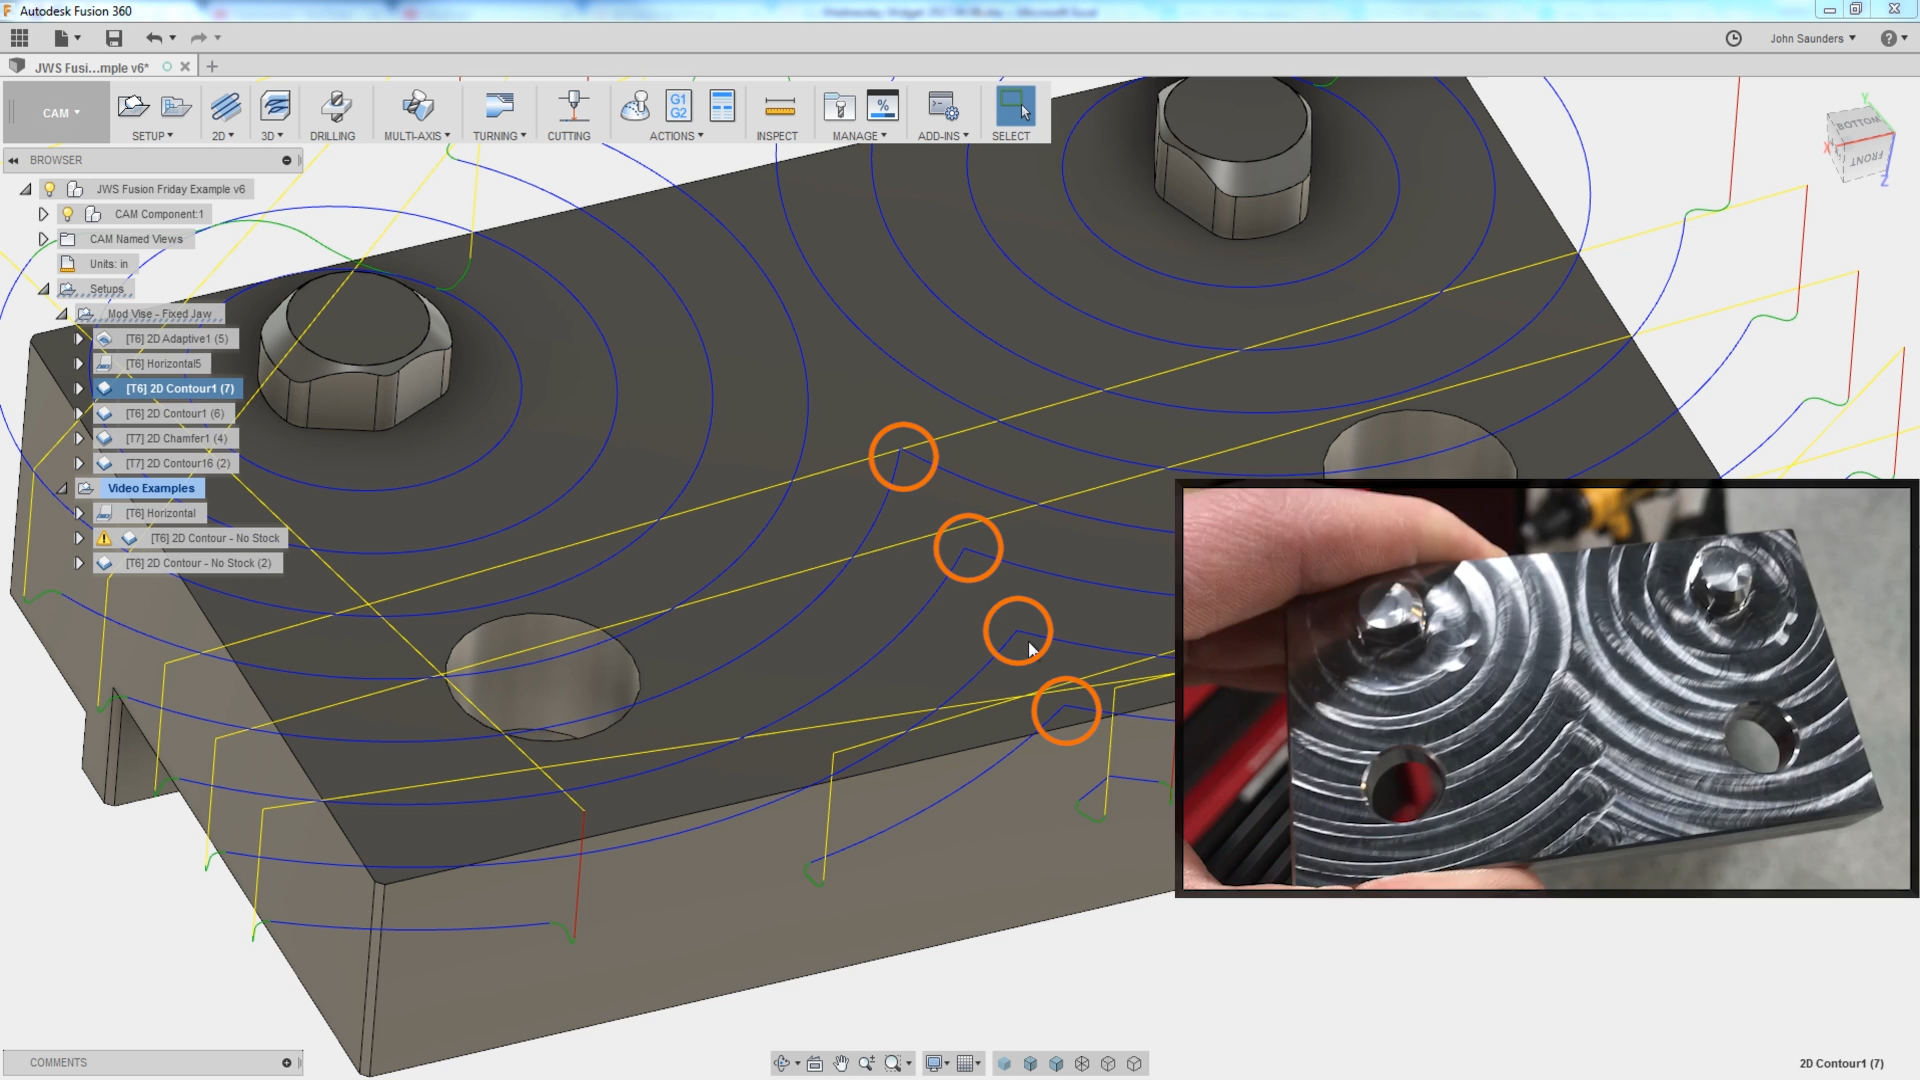 Autodesk Fusion 360
John Saunders
JWS Fusi...mple v6*
CAM
G1
G2
%
SETUP
2D
3D
DRILLING
MULTI-AXIS
TURNING
CUTTING
ACTIONS
INSPECT
MANAGE
ADD-INS
SELECT
BOTTOM
FRONT
X
Y
Z
BROWSER
JWS Fusion Friday Example v6
CAM Component:1
CAM Named Views
Units: in
Setups
Mod Vise - Fixed Jaw
[T6] 2D Adaptive1 (5)
[T6] Horizontal5
[T6] 2D Contour1 (7)
[T6] 2D Contour1 (6)
[T7] 2D Chamfer1 (4)
[T7] 2D Contour16 (2)
Video Examples
[T6] Horizontal
[T6] 2D Contour - No Stock
[T6] 2D Contour - No Stock (2)
COMMENTS
2D Contour1 (7)